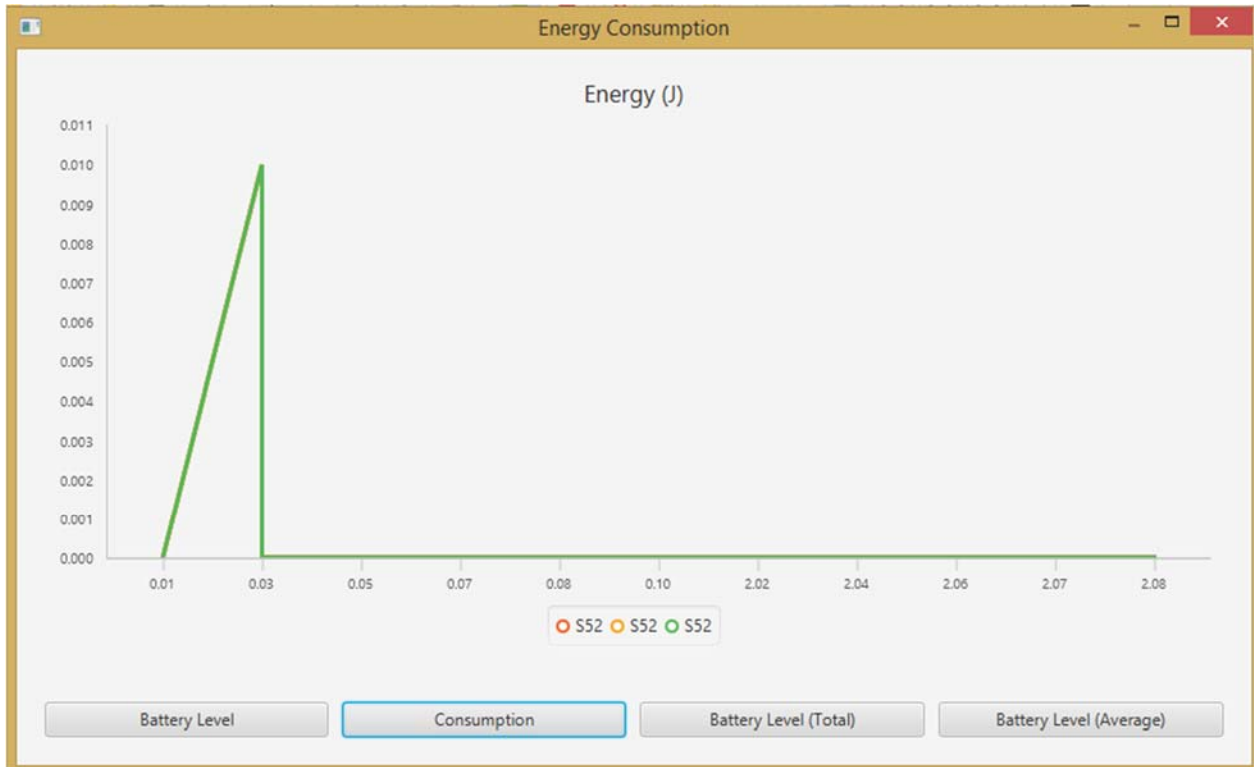 Energy Consumption
Energy (J)
0.011
0.010
0.009
0.008
0.007
0.006
0.005
0.004
0.003
0.002
0.001
0.000
0.01 0.03 0.05 0.07 0.08 0.10 2.02 2.04 2.06 2.07 2.08
S52 S52 S52
Battery Level Consumption Battery Level (Total) Battery Level (Average)